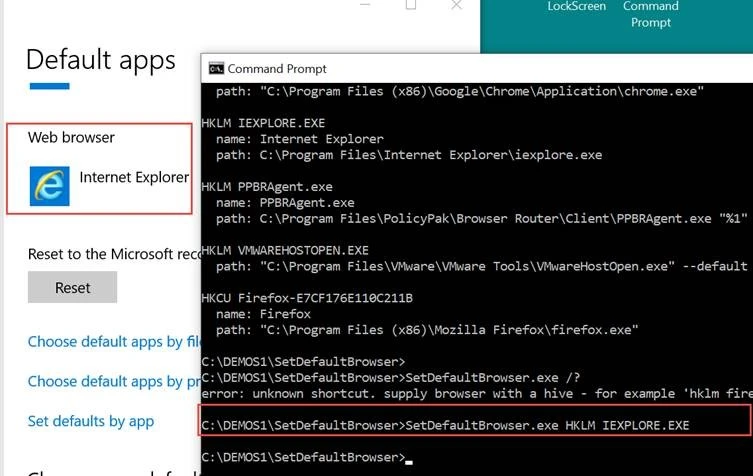 LockScreen
Command
Prompt
Default apps
Web browser
Internet Explorer
Reset to the Microsoft rec
Reset
Choose default apps by fil
Choose default apps by pr
Set defaults by app
Command Prompt
path: "C:\Program Files (x86)\Google\Chrome\Application\chrome.exe"
HKLM IEXPLORE.EXE
name: Internet Explorer
path: C:\Program Files\Internet Explorer\iexplore.exe
HKLM PPBRAgent.exe
name: PPBRAgent.exe
path: C:\Program Files\PolicyPak\Browser Router\Client\PPBRAgent.exe "%1"
HKLM VMWAREHOSTOPEN.EXE
path: "C:\Program Files\VMware\VMware Tools\VMwareHostOpen.exe" --default
HKCU Firefox-E7CF176E110C211B
name: Firefox
path: "C:\Program Files (x86)\Mozilla Firefox\firefox.exe"
C:\DEMOS1\SetDefaultBrowser>
C:\DEMOS1\SetDefaultBrowser>SetDefaultBrowser.exe /?
error: unknown shortcut. supply browser with a hive - for example 'hklm fire
C:\DEMOS1\SetDefaultBrowser>SetDefaultBrowser.exe HKLM IEXPLORE.EXE
C:\DEMOS1\SetDefaultBrowser>